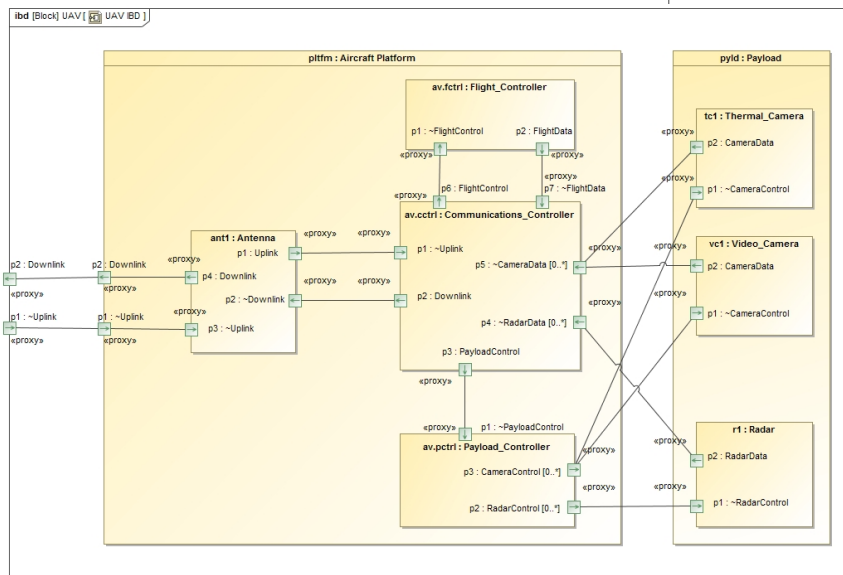 ibd [Block] UAV [ UAV IBD ]
pltfm : Aircraft Platform
pyld : Payload
av.fctrl : Flight_Controller
p1 : ~FlightControl
p2 : FlightData
«proxy»
«proxy»
«proxy»
«proxy»
p6 : FlightControl
p7 : ~FlightData
av.cctrl : Communications_Controller
p1 : ~Uplink
p5 : ~CameraData [0..*]
p2 : Downlink
p4 : ~RadarData [0..*]
p3 : PayloadControl
«proxy»
«proxy»
«proxy»
«proxy»
«proxy»
ant1 : Antenna
p1 : Uplink
p4 : Downlink
p2 : ~Downlink
p3 : ~Uplink
«proxy»
«proxy»
«proxy»
«proxy»
p2 : Downlink
«proxy»
p2 : Downlink
«proxy»
p1 : ~Uplink
«proxy»
p1 : ~Uplink
«proxy»
«proxy»
p1 : ~PayloadControl
av.pctrl : Payload_Controller
p3 : CameraControl [0..*]
«proxy»
p2 : RadarControl [0..*]
«proxy»
tc1 : Thermal_Camera
«proxy»
p2 : CameraData
«proxy»
p1 : ~CameraControl
vc1 : Video_Camera
«proxy»
p2 : CameraData
«proxy»
p1 : ~CameraControl
r1 : Radar
«proxy»
p2 : RadarData
«proxy»
p1 : ~RadarControl